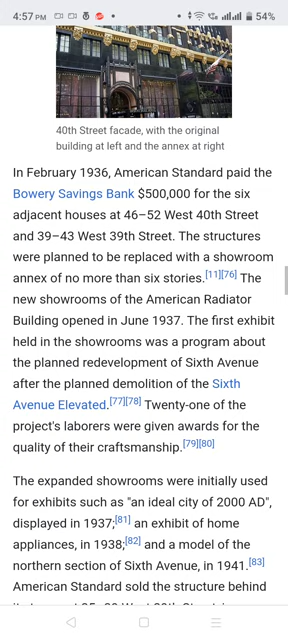 4:57 PM 54%
40th Street facade, with the original
building at left and the annex at right
In February 1936, American Standard paid the
Bowery Savings Bank $500,000 for the six
adjacent houses at 46–52 West 40th Street
and 39–43 West 39th Street. The structures
were planned to be replaced with a showroom
annex of no more than six stories.[11][76] The
new showrooms of the American Radiator
Building opened in June 1937. The first exhibit
held in the showrooms was a program about
the planned redevelopment of Sixth Avenue
after the planned demolition of the Sixth
Avenue Elevated.[77][78] Twenty-one of the
project's laborers were given awards for the
quality of their craftsmanship.[79][80]
The expanded showrooms were initially used
for exhibits such as "an ideal city of 2000 AD",
displayed in 1937;[81] an exhibit of home
appliances, in 1938;[82] and a model of the
northern section of Sixth Avenue, in 1941.[83]
American Standard sold the structure behind